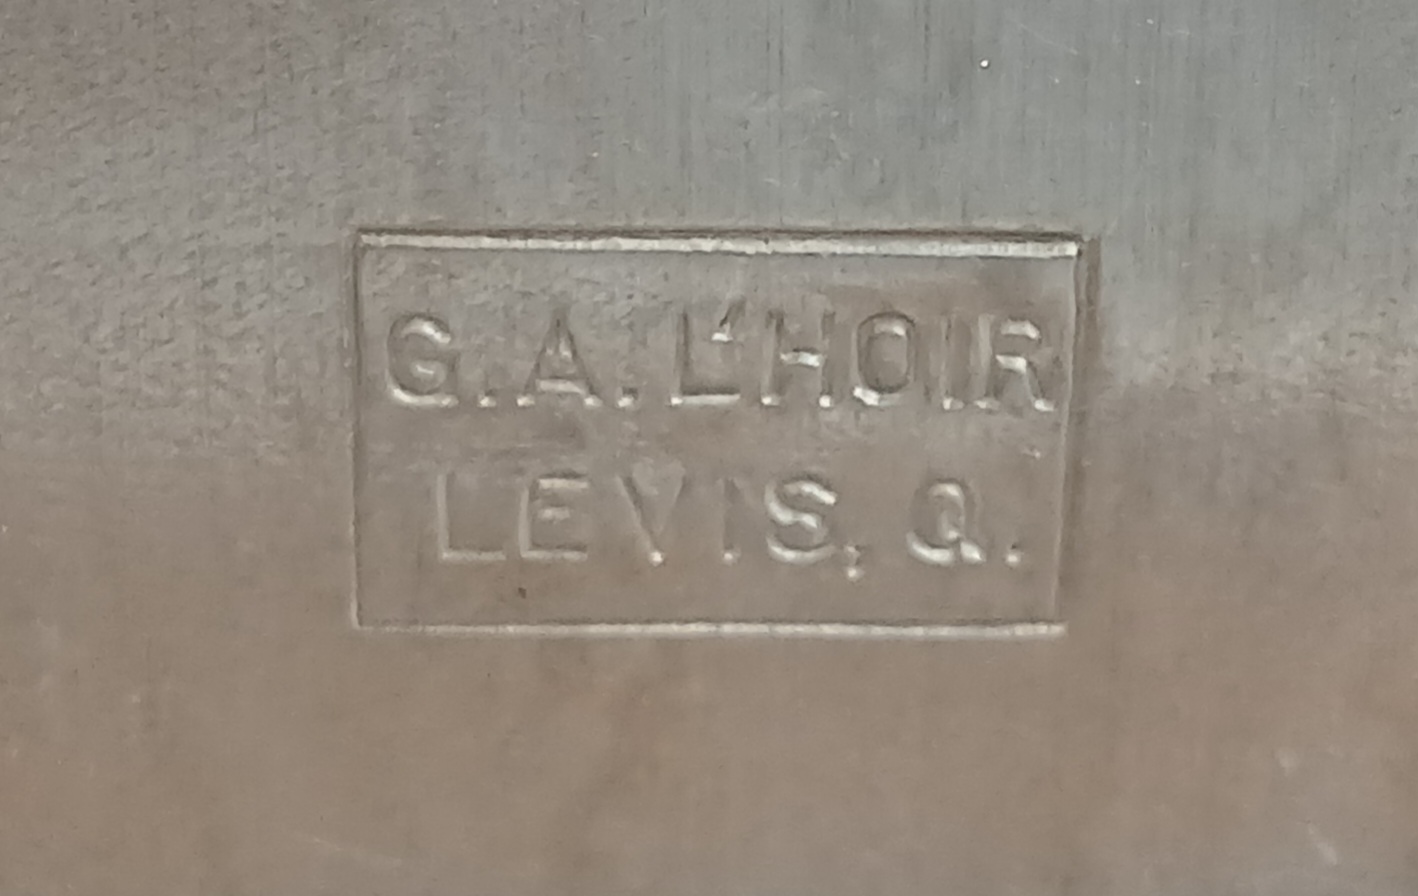 G.A. L'HOIR
LEVIS, Q.